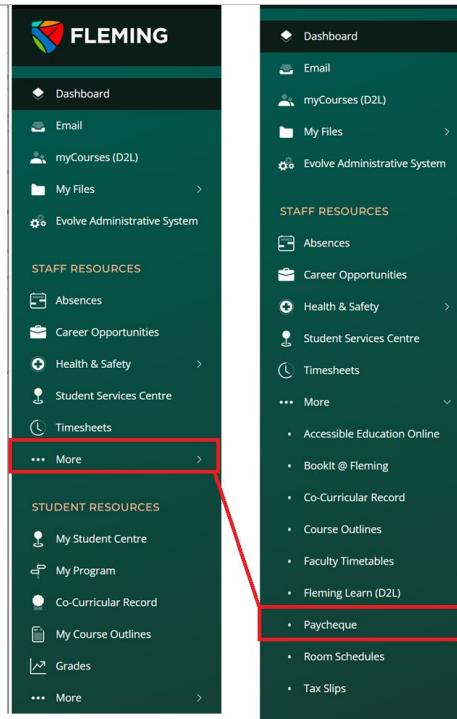 FLEMING
Dashboard
Email
myCourses (D2L)
My Files
Evolve Administrative System
STAFF RESOURCES
Absences
Career Opportunities
Health & Safety
Student Services Centre
Timesheets
More
STUDENT RESOURCES
My Student Centre
My Program
Co-Curricular Record
My Course Outlines
Grades
More
Dashboard
Email
myCourses (D2L)
My Files
Evolve Administrative System
STAFF RESOURCES
Absences
Career Opportunities
Health & Safety
Student Services Centre
Timesheets
More
Accessible Education Online
BookIt @ Fleming
Co-Curricular Record
Course Outlines
Faculty Timetables
Fleming Learn (D2L)
Paycheque
Room Schedules
Tax Slips